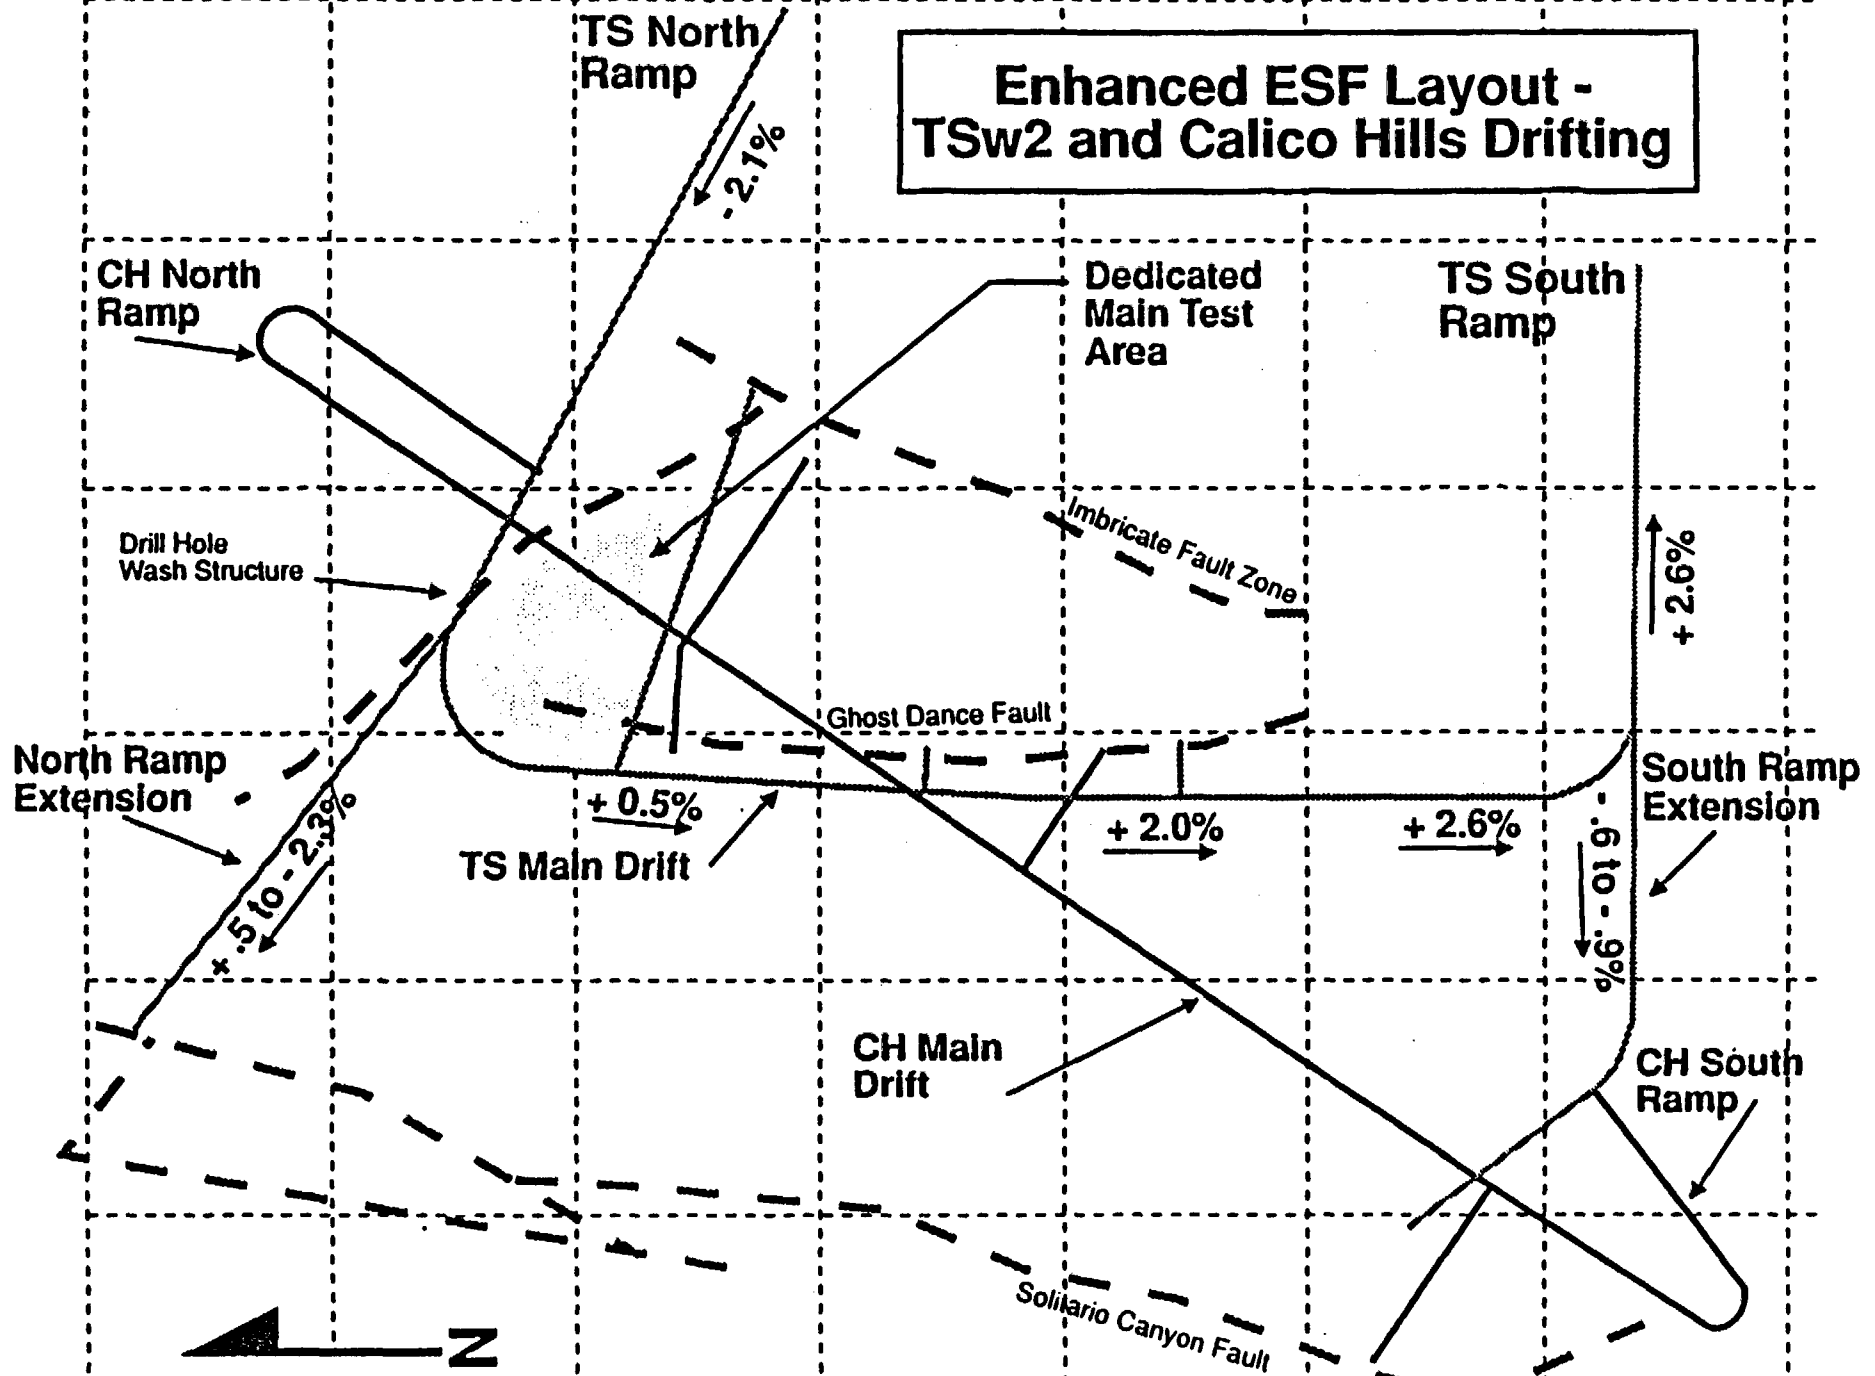 TS North
Ramp
Enhanced ESF Layout -
TSw2 and Calico Hills Drifting
- 2.1%
CH North
Ramp
Dedicated
Main Test
Area
TS South
Ramp
Imbricate Fault Zone
Drill Hole
Wash Structure
+ 2.6%
Ghost Dance Fault
North Ramp
Extension
South Ramp
Extension
+ 0.5%
+ 2.0%
+ 2.6%
TS Main Drift
+ .5 to - 2.3%
- .6 to - .9%
CH Main
Drift
CH South
Ramp
Solitario Canyon Fault
N